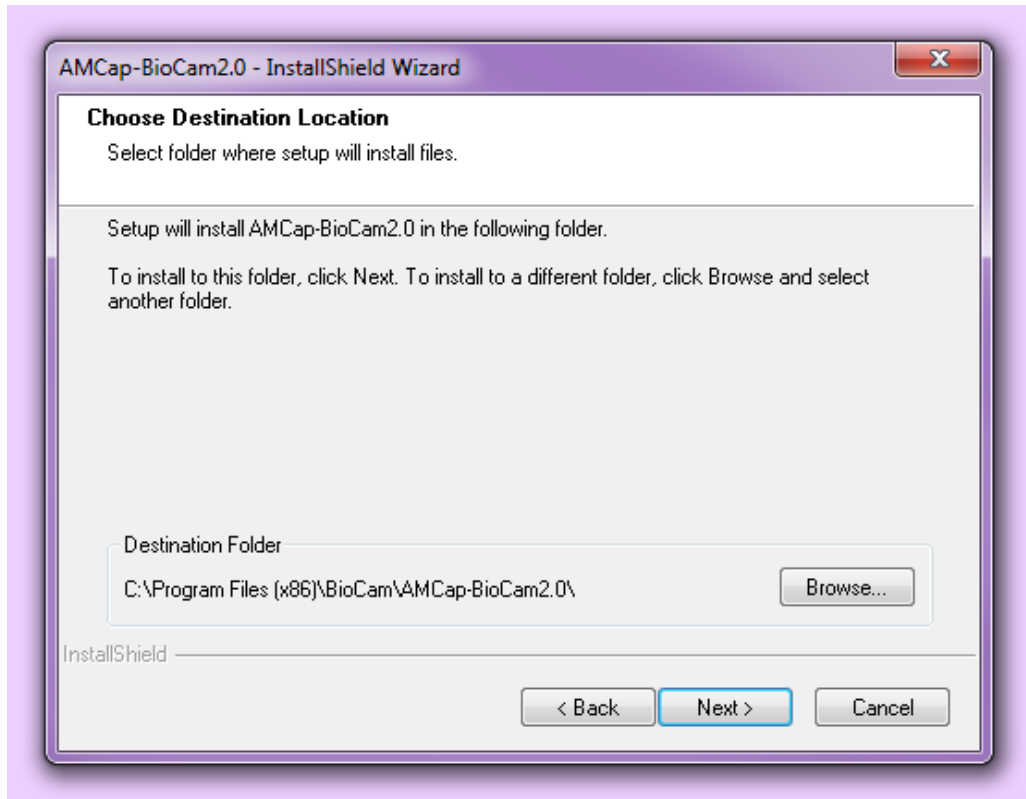 AMCap-BioCam2.0 - InstallShield Wizard
x
Choose Destination Location
Select folder where setup will install files.
Setup will install AMCap-BioCam2.0 in the following folder.
To install to this folder, click Next. To install to a different folder, click Browse and select
another folder.
Destination Folder
C:\Program Files (x86)\BioCam\AMCap-BioCam2.0\
Browse...
InstallShield
< Back
Next >
Cancel